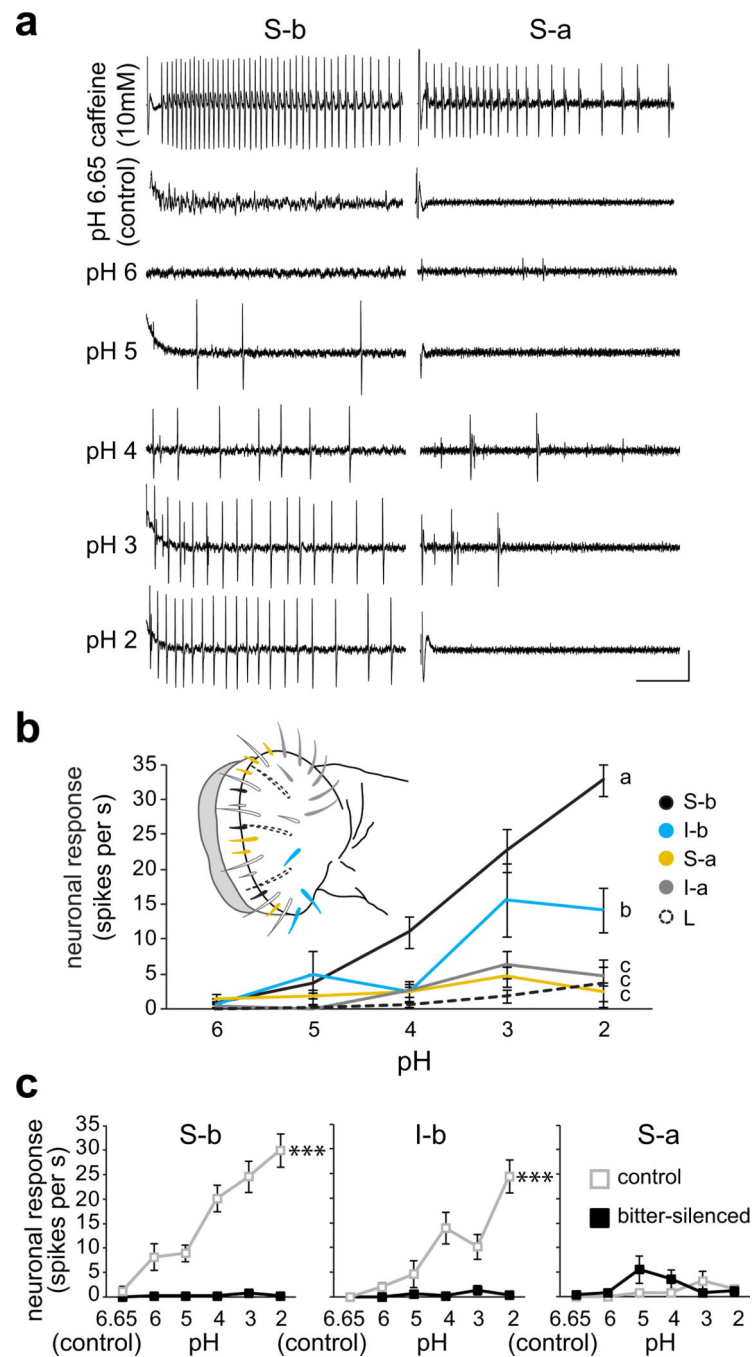 a
S-b
S-a
caffeine (10mM)
pH 6.65 (control)
pH 6
pH 5
pH 4
pH 3
pH 2
b
neuronal response (spikes per s)
35
30
25
20
15
10
5
0
6
5
4
3
2
pH
a
b
c
c
c
S-b
I-b
S-a
I-a
L
c
neuronal response (spikes per s)
35
30
25
20
15
10
5
0
S-b
***
I-b
***
S-a
control
bitter-silenced
6.65 6 5 4 3 2
(control) pH
6.65 6 5 4 3 2
(control) pH
6.65 6 5 4 3 2
(control) pH